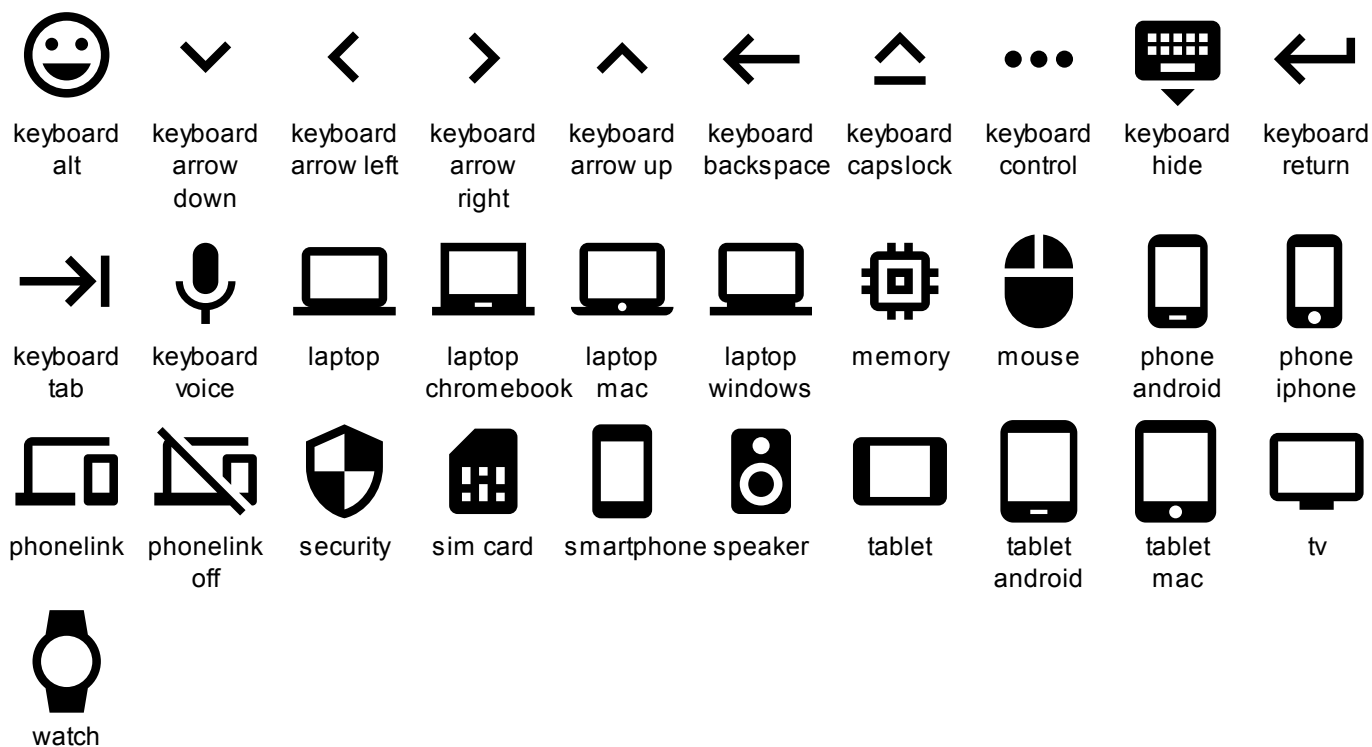 keyboard alt
keyboard arrow down
keyboard arrow left
keyboard arrow right
keyboard arrow up
keyboard backspace
keyboard capslock
keyboard control
keyboard hide
keyboard return
keyboard tab
keyboard voice
laptop
laptop chromebook
laptop mac
laptop windows
memory
mouse
phone android
phone iphone
phonelink
phonelink off
security
sim card
smartphone
speaker
tablet
tablet android
tablet mac
tv
watch